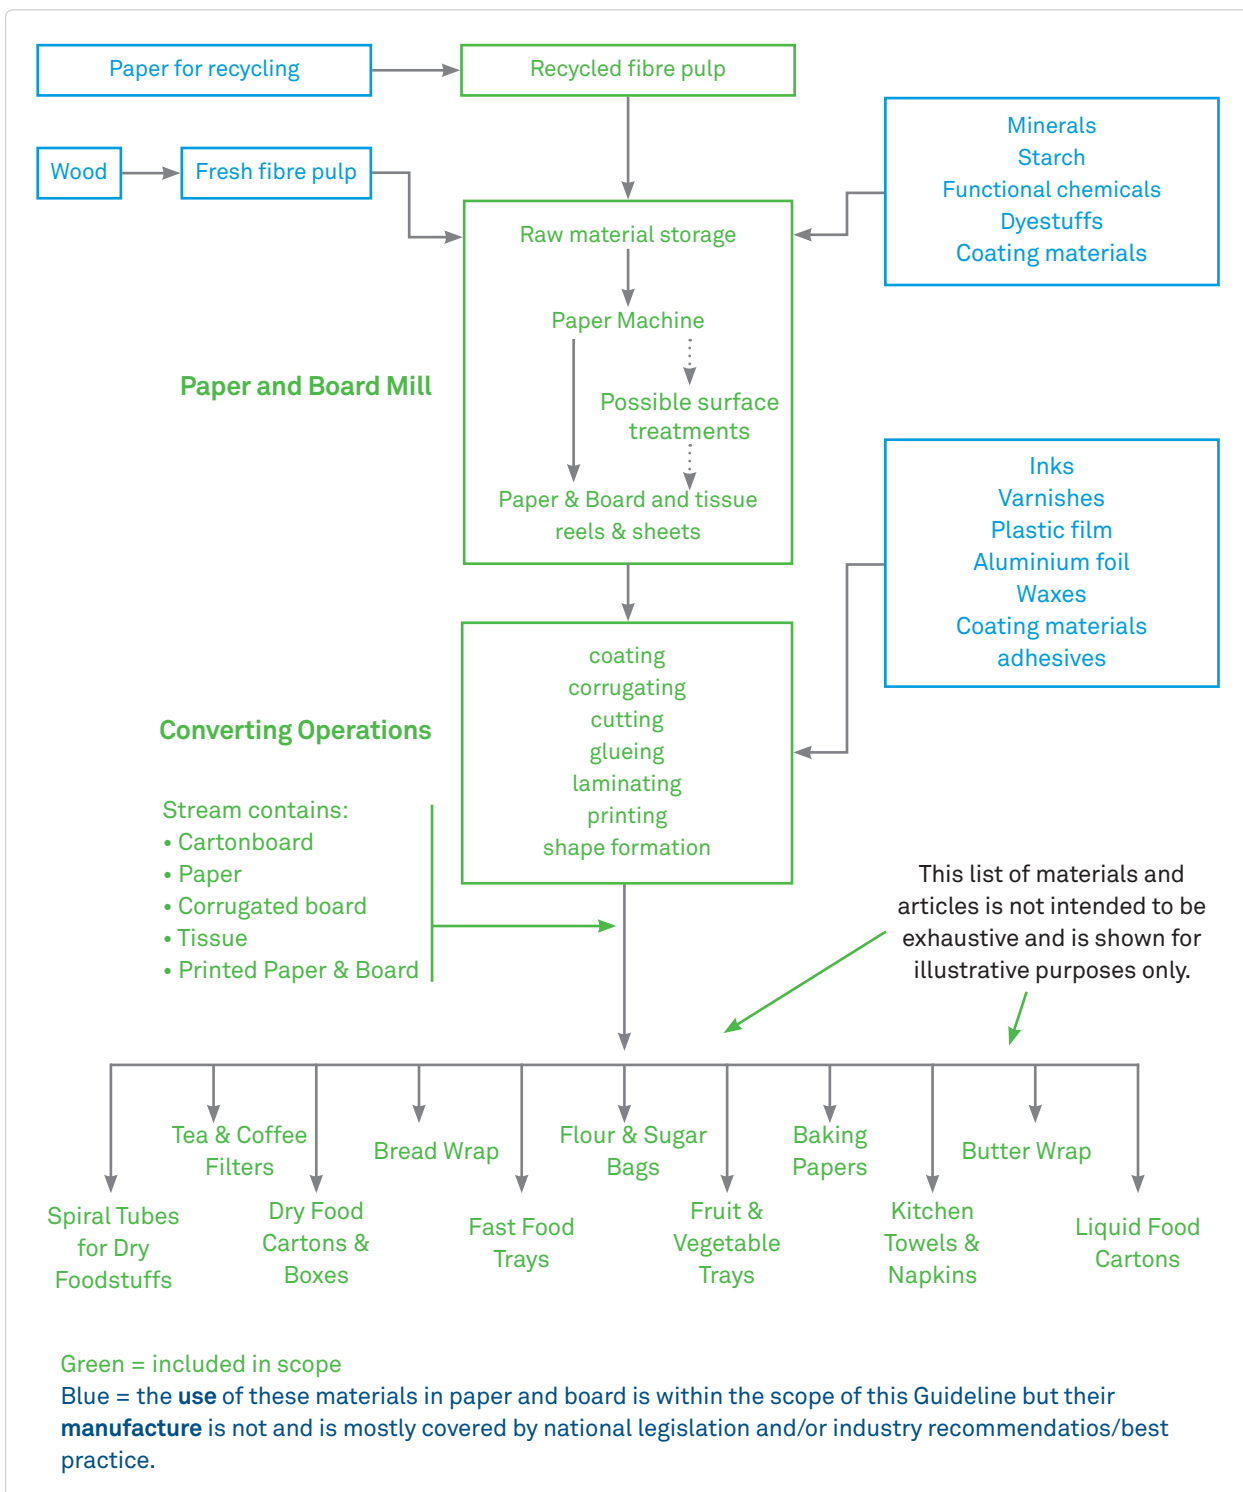 Paper for recycling
Recycled fibre pulp
Wood
Fresh fibre pulp
Minerals
Starch
Functional chemicals
Dyestuffs
Coating materials
Raw material storage
Paper Machine
Paper and Board Mill
Possible surface
treatments
Paper & Board and tissue
reels & sheets
Inks
Varnishes
Plastic film
Aluminium foil
Waxes
Coating materials
adhesives
coating
corrugating
cutting
glueing
laminating
printing
shape formation
Converting Operations
Stream contains:
• Cartonboard
• Paper
• Corrugated board
• Tissue
• Printed Paper & Board
This list of materials and
articles is not intended to be
exhaustive and is shown for
illustrative purposes only.
Tea & Coffee
Filters
Bread Wrap
Flour & Sugar
Bags
Baking
Papers
Butter Wrap
Spiral Tubes
for Dry
Foodstuffs
Dry Food
Cartons &
Boxes
Fast Food
Trays
Fruit &
Vegetable
Trays
Kitchen
Towels &
Napkins
Liquid Food
Cartons
Green = included in scope
Blue = the use of these materials in paper and board is within the scope of this Guideline but their
manufacture is not and is mostly covered by national legislation and/or industry recommendatios/best
practice.